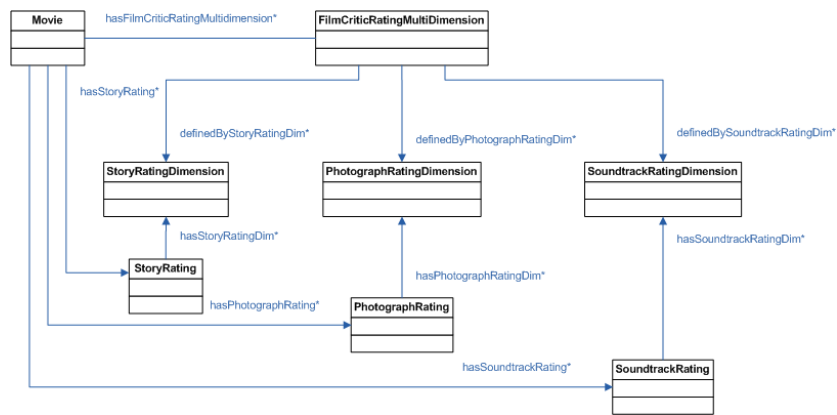 Movie
hasFilmCriticRatingMultidimension*
FilmCriticRatingMultiDimension
hasStoryRating*
definedByStoryRatingDim*
definedByPhotographRatingDim*
definedBySoundtrackRatingDim*
StoryRatingDimension
PhotographRatingDimension
SoundtrackRatingDimension
hasStoryRatingDim*
hasSoundtrackRatingDim*
StoryRating
hasPhotographRatingDim*
hasPhotographRating*
PhotographRating
hasSoundtrackRating*
SoundtrackRating